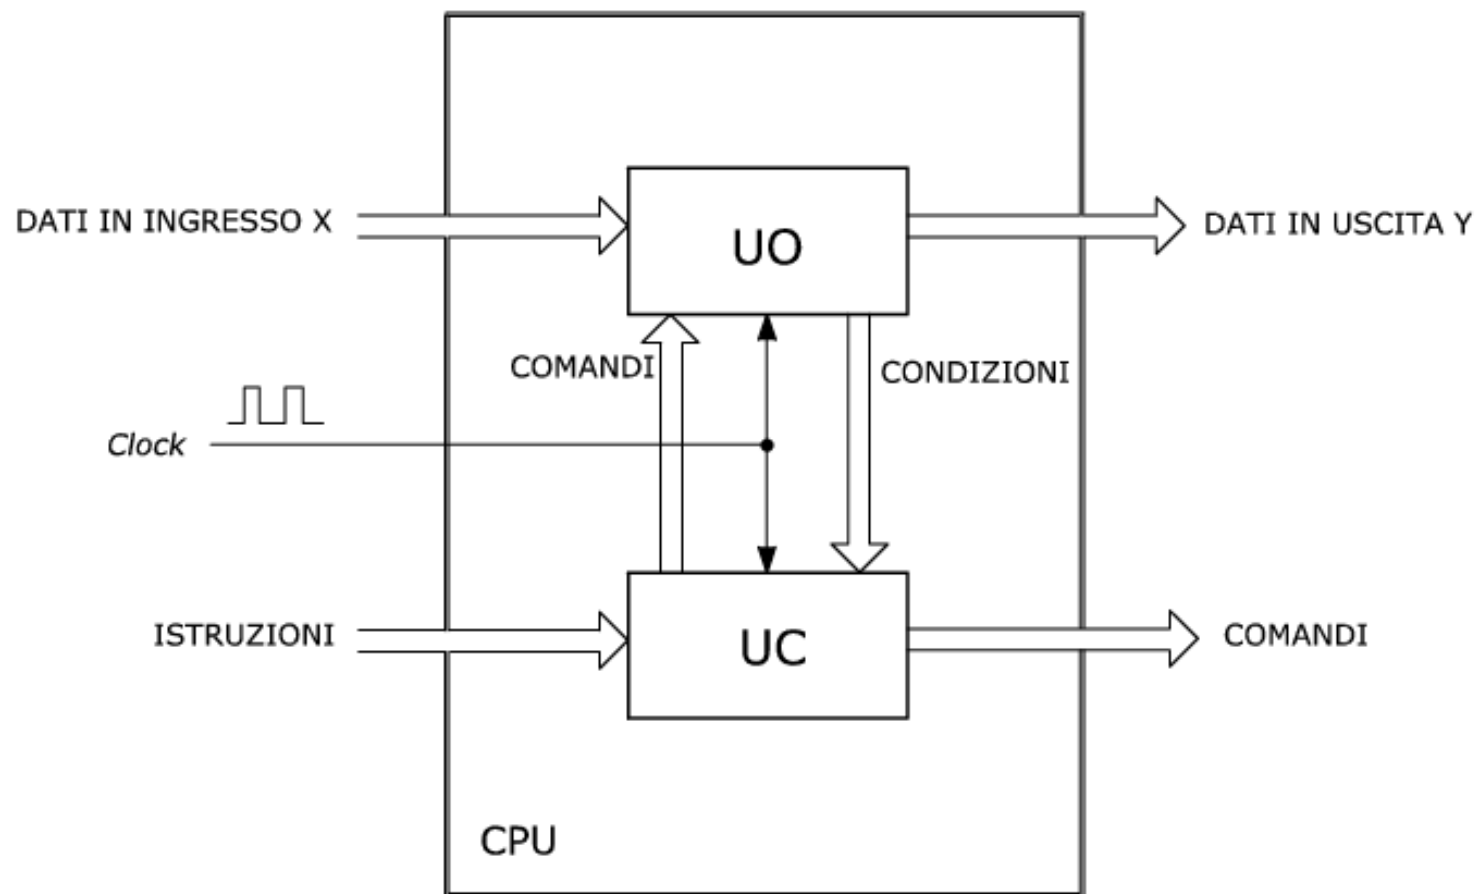 DATI IN INGRESSO X
UO
DATI IN USCITA Y
COMANDI
CONDIZIONI
Clock
ISTRUZIONI
UC
COMANDI
CPU